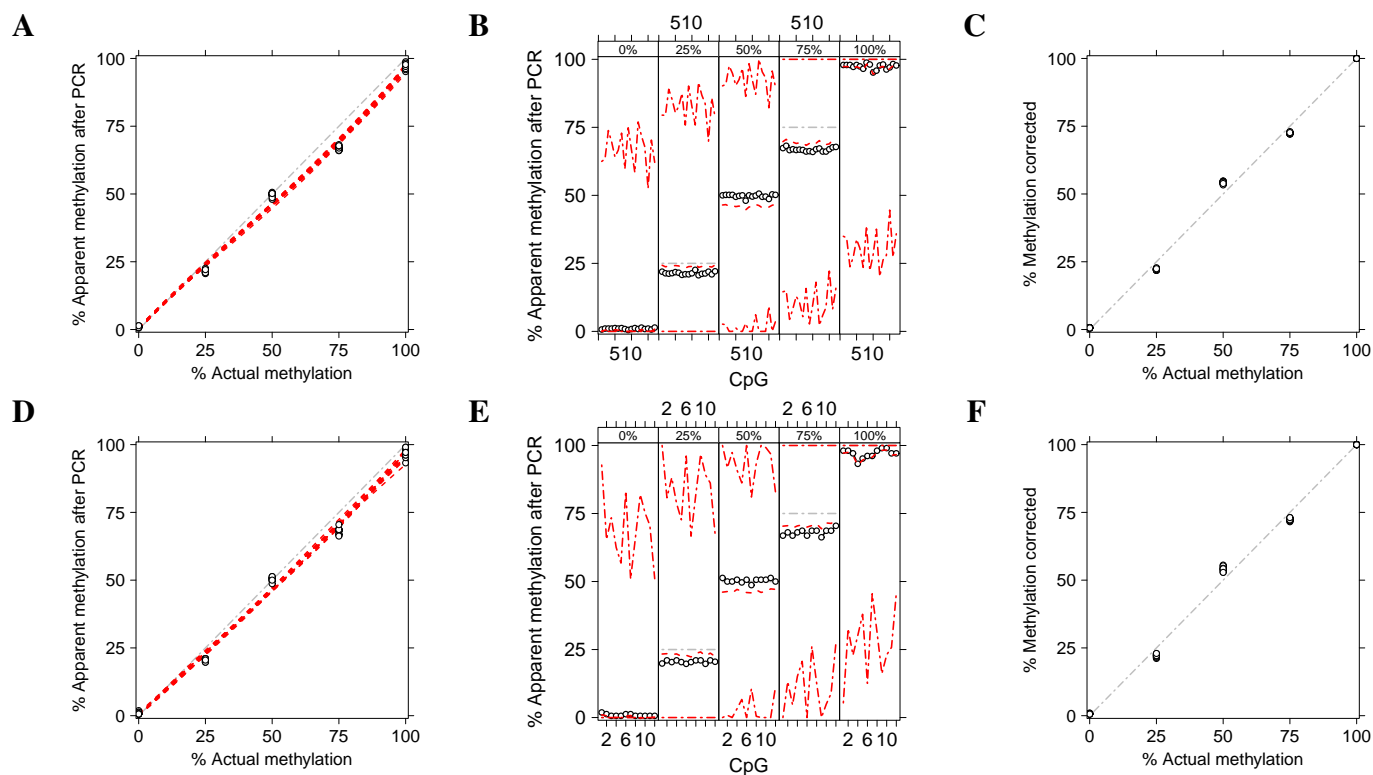 A
% Apparent methylation after PCR
100
75
50
25
0
0 25 50 75 100
% Actual methylation
B
510 510
0% 25% 50% 75% 100%
% Apparent methylation after PCR
100
75
50
25
0
510 510 510
CpG
C
% Methylation corrected
100
75
50
25
0
0 25 50 75 100
% Actual methylation
D
% Apparent methylation after PCR
100
75
50
25
0
0 25 50 75 100
% Actual methylation
E
2 6 10 2 6 10
0% 25% 50% 75% 100%
% Apparent methylation after PCR
100
75
50
25
0
2 6 10 2 6 10 2 6 10
CpG
F
% Methylation corrected
100
75
50
25
0
0 25 50 75 100
% Actual methylation